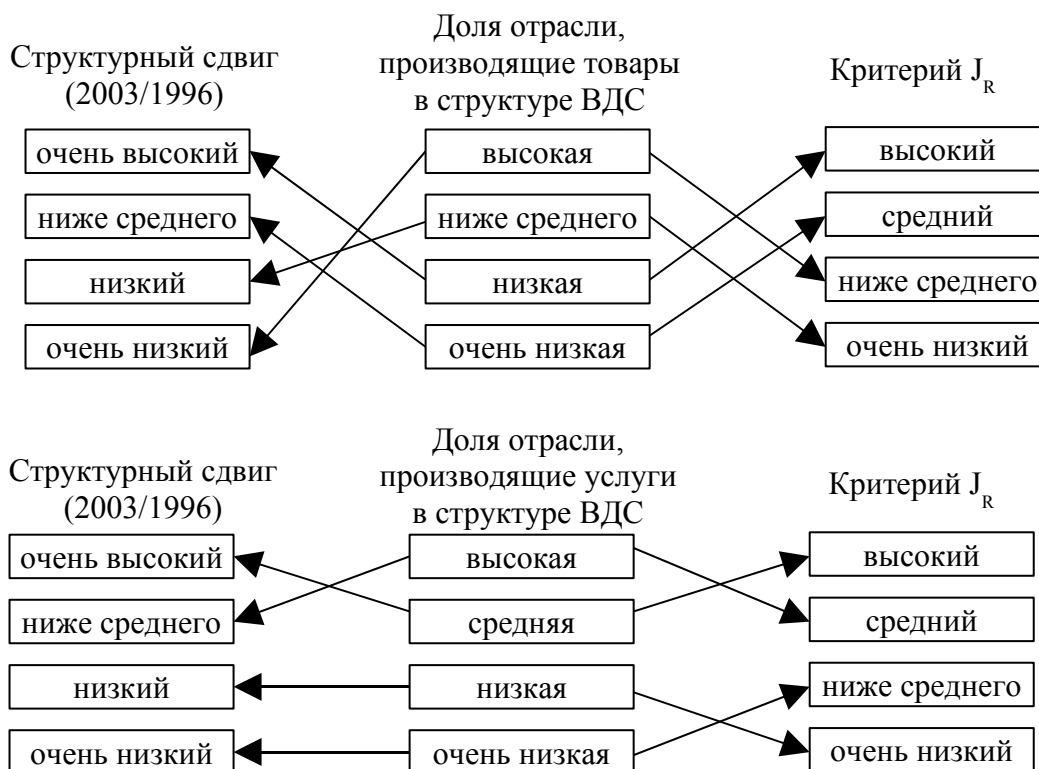 Структурный сдвиг
(2003/1996)
Доля отрасли,
производящие товары
в структуре ВДС
Критерий J_R
очень высокий
высокая
высокий
ниже среднего
ниже среднего
средний
низкий
низкая
ниже среднего
очень низкий
очень низкая
очень низкий
Структурный сдвиг
(2003/1996)
Доля отрасли,
производящие услуги
в структуре ВДС
Критерий J_R
очень высокий
высокая
высокий
ниже среднего
средняя
средний
низкий
низкая
ниже среднего
очень низкий
очень низкая
очень низкий